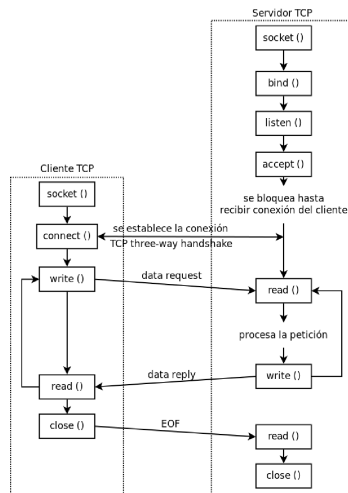 Servidor TCP
socket ()
bind ()
listen ()
accept ()
se bloquea hasta
recibir conexión del cliente
Cliente TCP
socket ()
connect ()
se establece la conexión
TCP three-way handshake
write ()
data request
read ()
procesa la petición
data reply
write ()
read ()
close ()
EOF
read ()
close ()